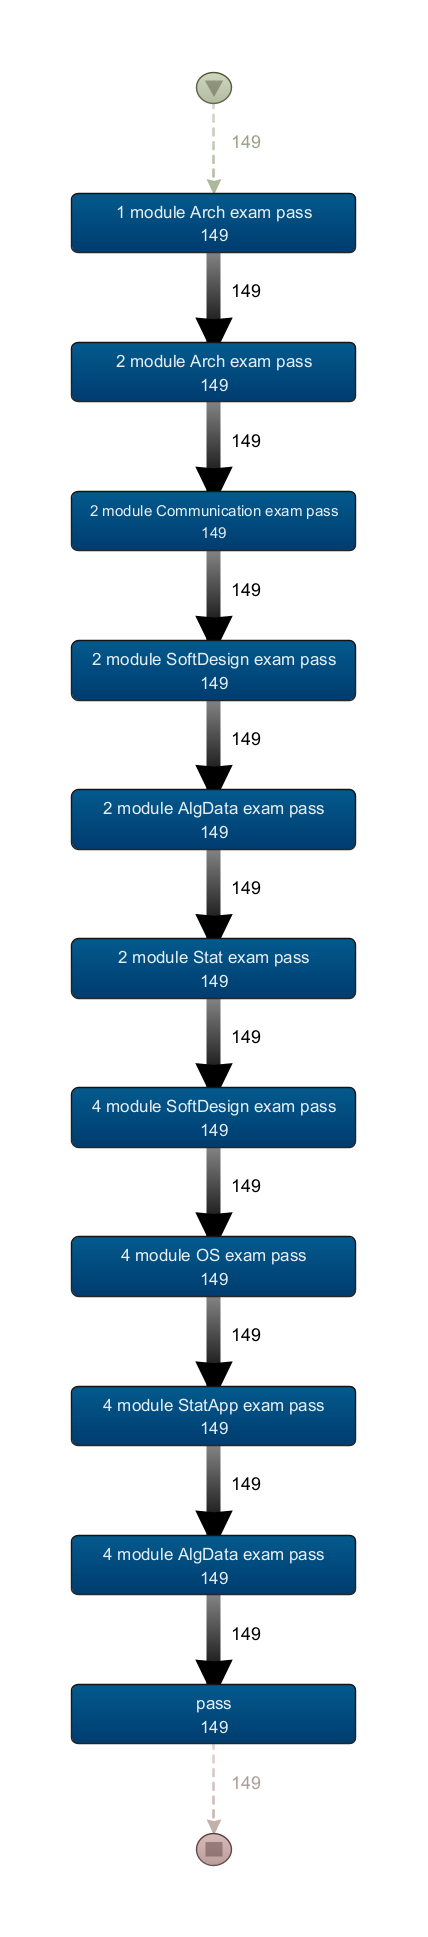 149
1 module Arch exam pass
149
149
2 module Arch exam pass
149
149
2 module Communication exam pass
149
149
2 module SoftDesign exam pass
149
149
2 module AlgData exam pass
149
149
2 module Stat exam pass
149
149
4 module SoftDesign exam pass
149
149
4 module OS exam pass
149
149
4 module StatApp exam pass
149
149
4 module AlgData exam pass
149
149
pass
149
149